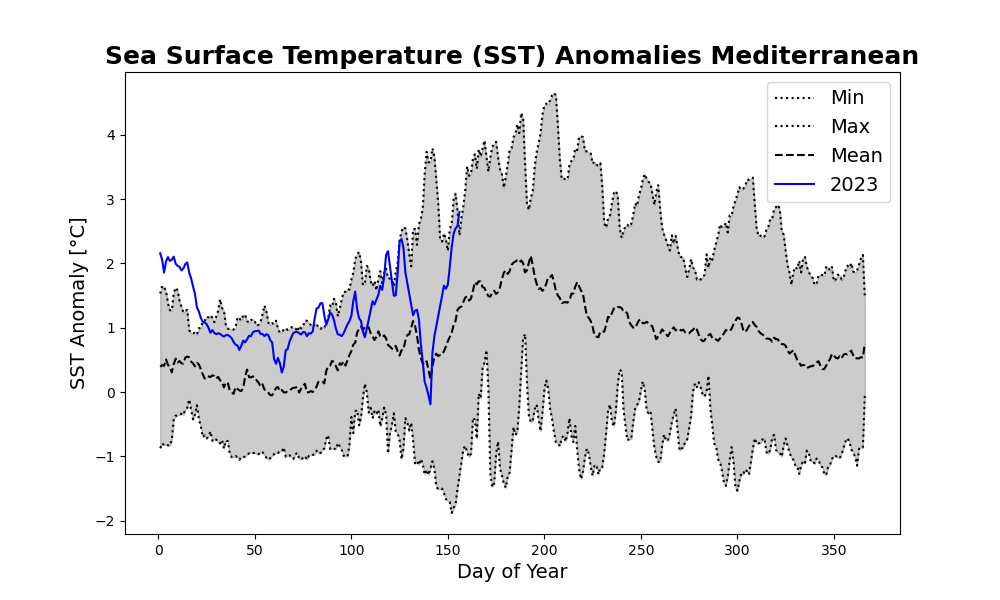 Sea Surface Temperature (SST) Anomalies Mediterranean
Min
Max
Mean
2023
SST Anomaly [°C]
4
3
2
1
0
−1
−2
0 50 100 150 200 250 300 350
Day of Year